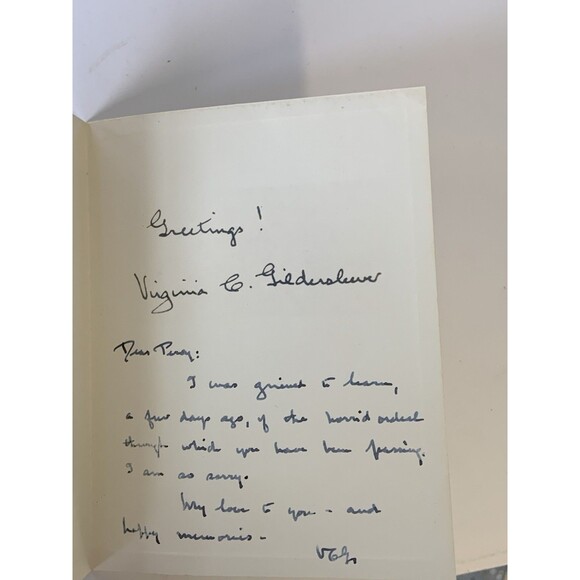 Greetings!
Virginia C. Gildersleeve
Dear Percy:
I was grieved to learn,
a few days ago, of the horrid ordeal
through which you have been passing.
I am so sorry.
My love to you - and
happy memories -
VCG